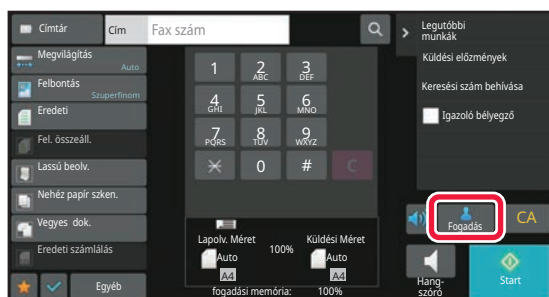 Címtár
Cím
Fax szám
Legutóbbi
munkák
Küldési előzmények
Keresési szám behívása
Igazoló bélyegző
Megvilágítás
Auto
Felbontás
Szuperfinom
Eredeti
Fel. összeáll.
Lassú beolv.
Nehéz papír szken.
Vegyes dok.
Eredeti számlálás
Egyéb
1
2
ABC
3
DEF
4
GHI
5
JKL
6
MNO
7
PQRS
8
TUV
9
WXYZ
0
#
C
Lapolv. Méret
100%
Küldési Méret
Auto
Auto
A4
A4
fogadási memória: 100%
Fogadás
CA
Hang-
szóró
Start